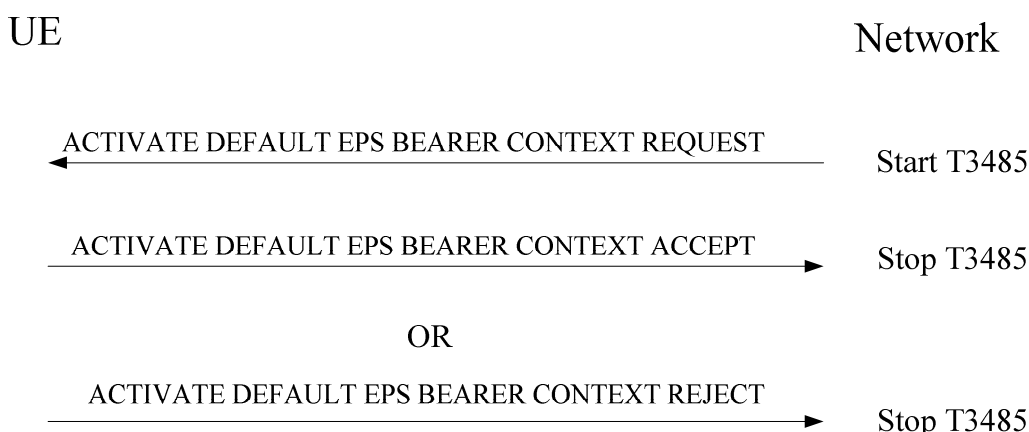 UE
Network
ACTIVATE DEFAULT EPS BEARER CONTEXT REQUEST
Start T3485
ACTIVATE DEFAULT EPS BEARER CONTEXT ACCEPT
Stop T3485
OR
ACTIVATE DEFAULT EPS BEARER CONTEXT REJECT
Stop T3485